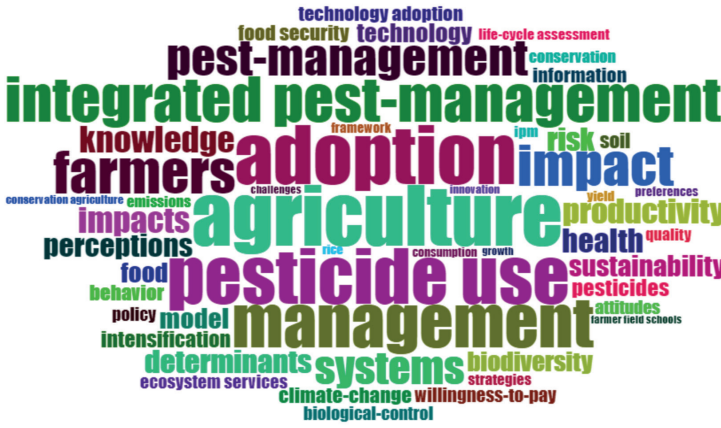 technology adoption
food security technology life-cycle assessment
pest-management conservation
information
integrated pest-management
knowledge framework ipm risk soil
farmers adoption impact
challenges innovation yield preferences
conservation agriculture emissions agriculture productivity
impacts
perceptions rice consumption growth health quality
food pesticide use sustainability
behavior pesticides
policy model management attitudes
farmer field schools
intensification
determinants systems biodiversity
ecosystem services strategies
climate-change willingness-to-pay
biological-control